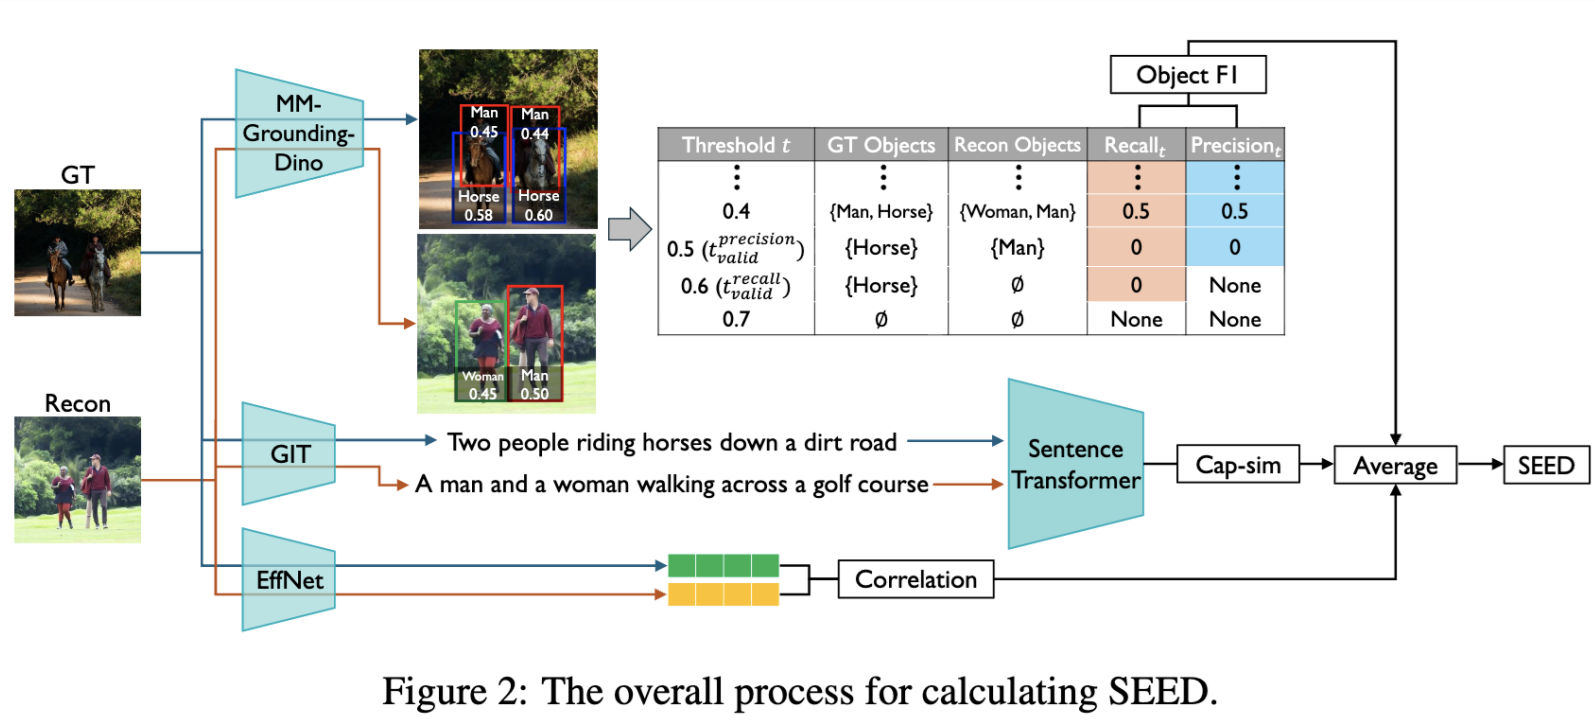 GT
Recon
MM-
Grounding-
Dino
GIT
EffNet
Man
0.45
Man
0.44
Horse
0.58
Horse
0.60
Woman
0.45
Man
0.50
Object F1
Threshold t GT Objects Recon Objects Recall_t Precision_t
⋮ ⋮ ⋮ ⋮ ⋮
0.4 {Man, Horse} {Woman, Man} 0.5 0.5
0.5 (t_valid^precision) {Horse} {Man} 0 0
0.6 (t_valid^recall) {Horse} ∅ 0 None
0.7 ∅ ∅ None None
Two people riding horses down a dirt road
A man and a woman walking across a golf course
Sentence
Transformer
Cap-sim
Average
SEED
Correlation
Figure 2: The overall process for calculating SEED.